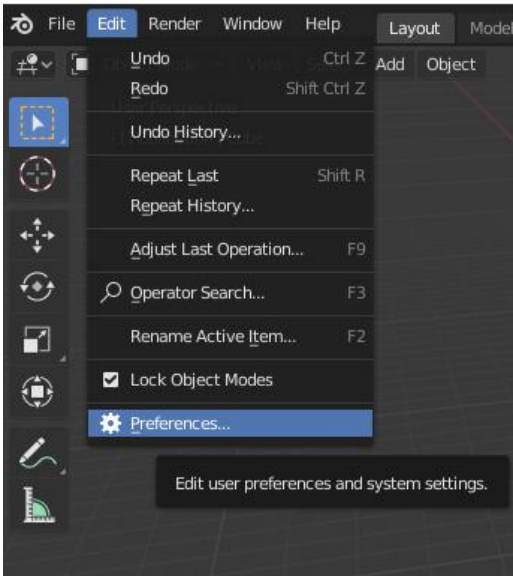 File Edit Render Window Help Layout Model
Add Object
Undo Ctrl Z
Redo Shift Ctrl Z
Undo History...
Repeat Last Shift R
Repeat History...
Adjust Last Operation... F9
Operator Search... F3
Rename Active Item... F2
Lock Object Modes
Preferences...
Edit user preferences and system settings.